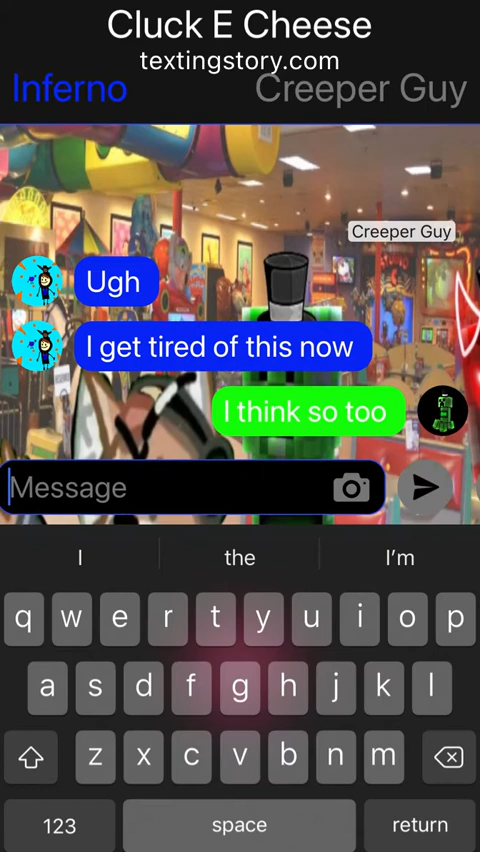 Cluck E Cheese
textingstory.com
Inferno Creeper Guy
Creeper Guy
Ugh
I get tired of this now
I think so too
Message
I the I’m
q w e r t y u i o p
a s d f g h j k l
z x c v b n m
123 space return